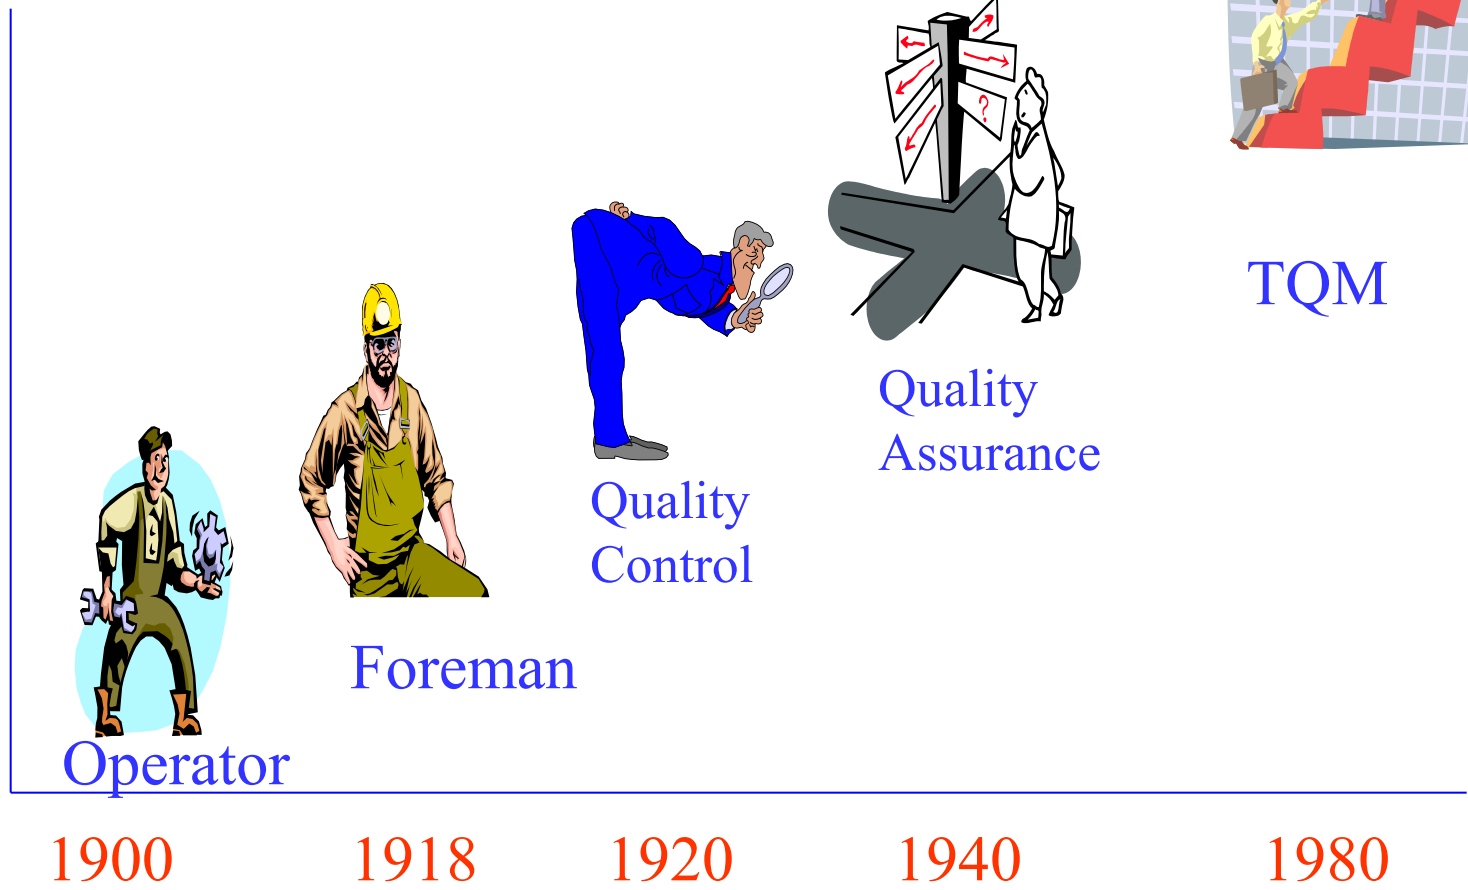 ?
TQM
Quality
Assurance
Quality
Control
Foreman
Operator
1900 1918 1920 1940 1980